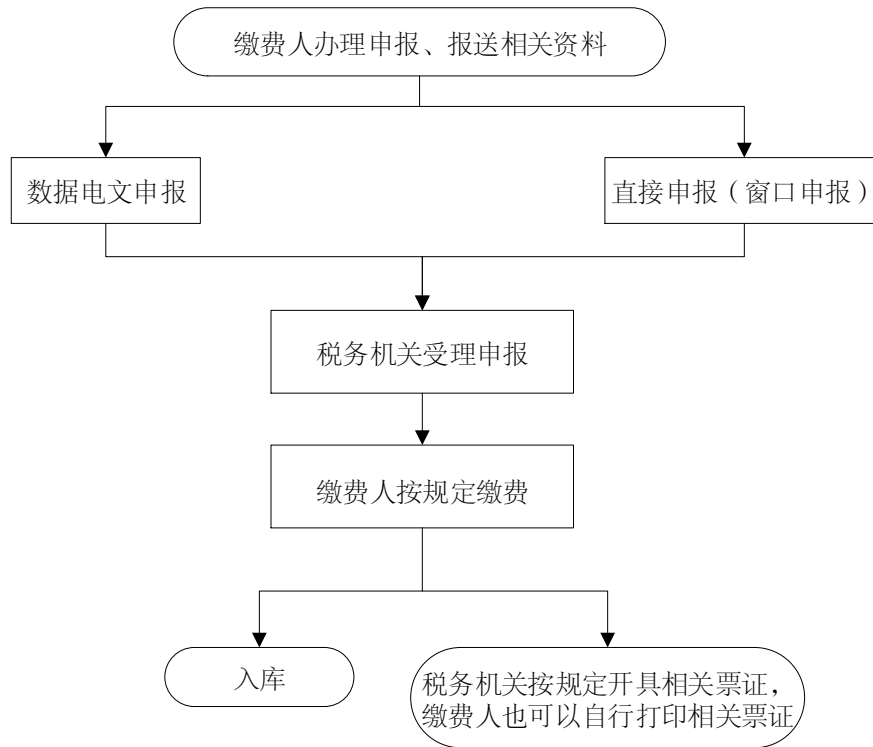 缴费人办理申报、报送相关资料
数据电文申报
直接申报（窗口申报）
税务机关受理申报
缴费人按规定缴费
入库
税务机关按规定开具相关票证，
缴费人也可以自行打印相关票证